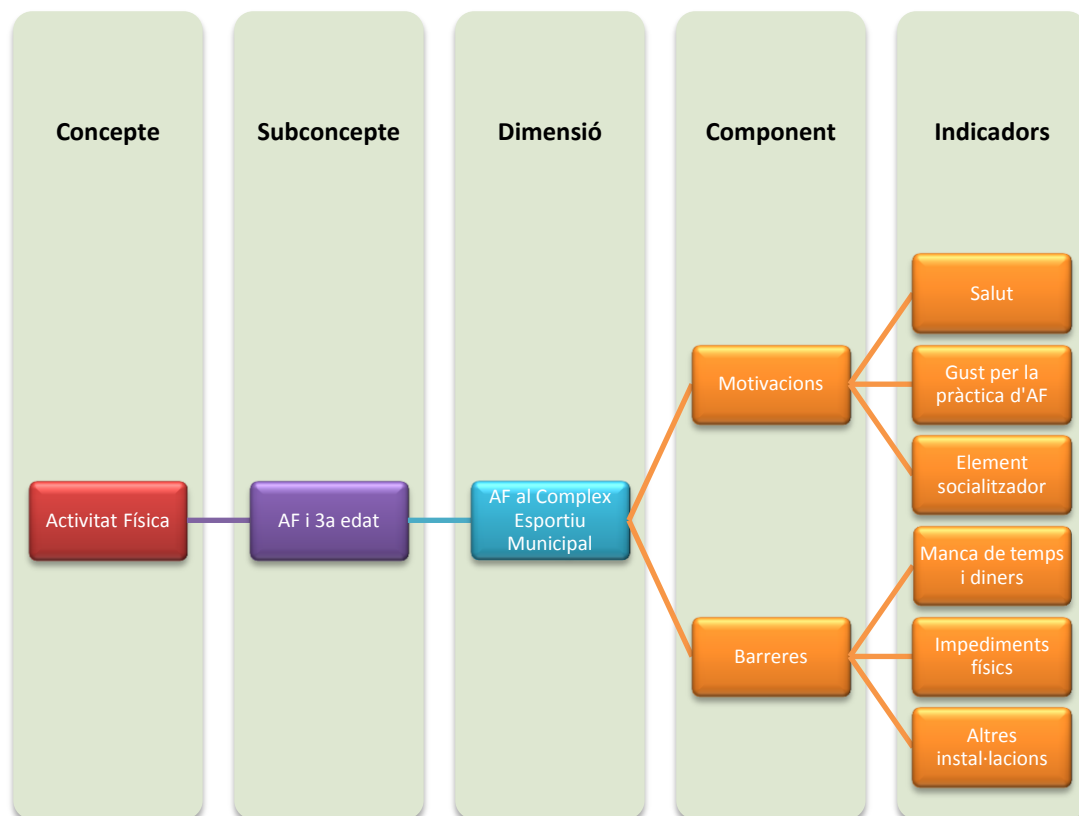 Concepte
Subconcepte
Dimensió
Component
Indicadors
Activitat Física
AF i 3a edat
AF al Complex
Esportiu
Municipal
Motivacions
Barreres
Salut
Gust per la
pràctica d'AF
Element
socialitzador
Manca de temps
i diners
Impediments
físics
Altres
instal·lacions